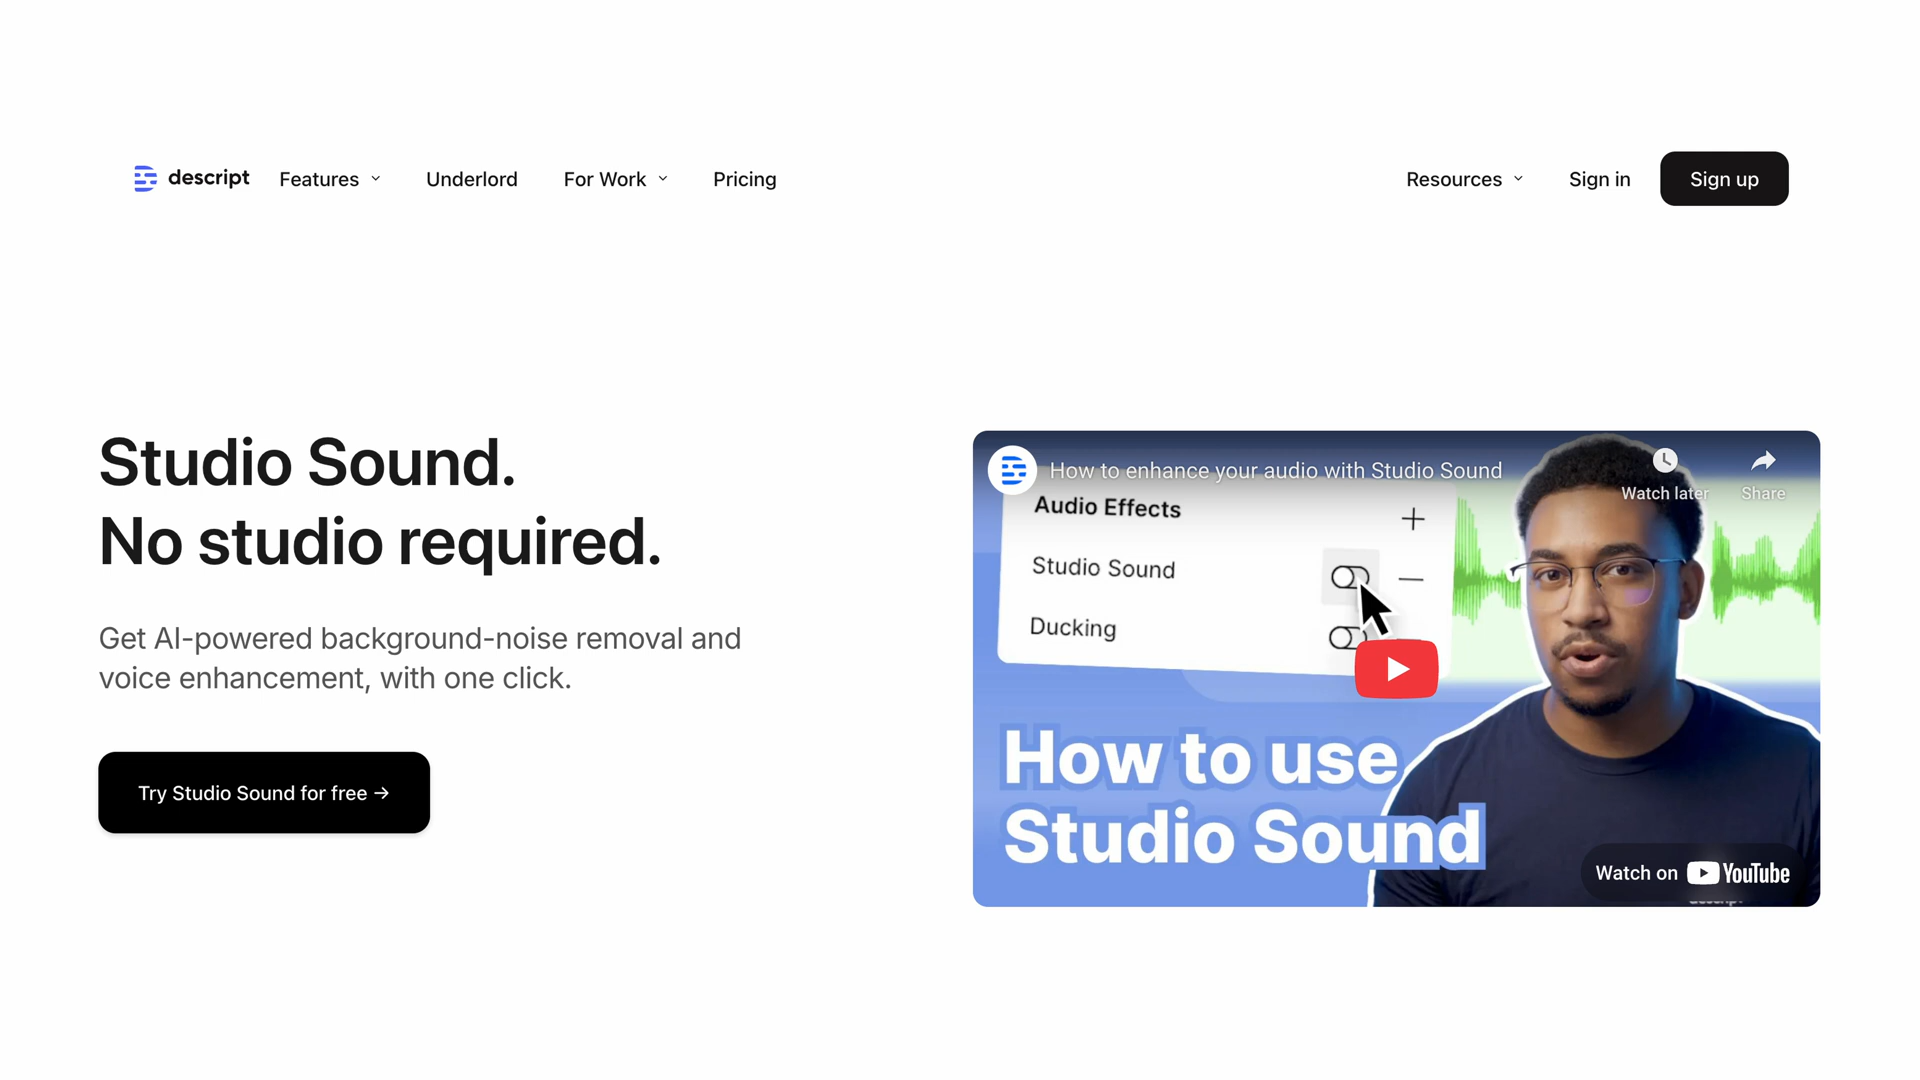 descript
Features
Underlord
For Work
Pricing
Resources
Sign in
Sign up
Studio Sound.
No studio required.
Get AI-powered background-noise removal and
voice enhancement, with one click.
Try Studio Sound for free →
How to enhance your audio with Studio Sound
Watch later
Share
Audio Effects
Studio Sound
Ducking
How to use
Studio Sound
Watch on YouTube